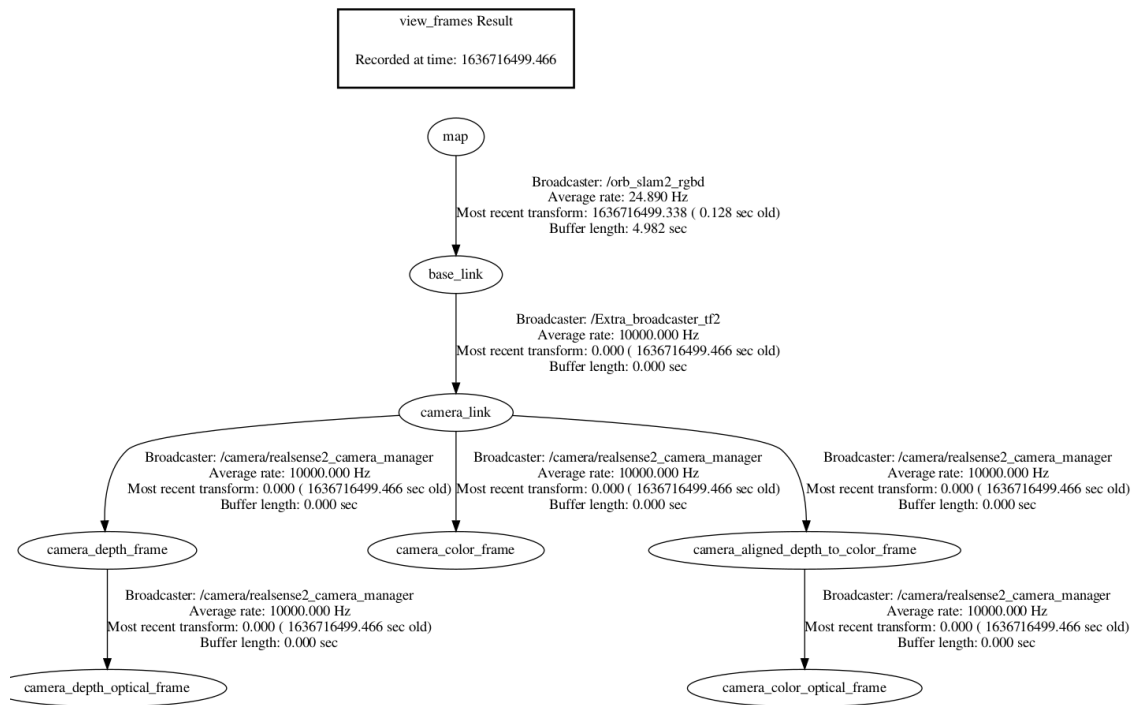 view_frames Result
Recorded at time: 1636716499.466
map
Broadcaster: /orb_slam2_rgbd
Average rate: 24.890 Hz
Most recent transform: 1636716499.338 ( 0.128 sec old)
Buffer length: 4.982 sec
base_link
Broadcaster: /Extra_broadcaster_tf2
Average rate: 10000.000 Hz
Most recent transform: 0.000 ( 1636716499.466 sec old)
Buffer length: 0.000 sec
camera_link
Broadcaster: /camera/realsense2_camera_manager
Average rate: 10000.000 Hz
Most recent transform: 0.000 ( 1636716499.466 sec old)
Buffer length: 0.000 sec
Broadcaster: /camera/realsense2_camera_manager
Average rate: 10000.000 Hz
Most recent transform: 0.000 ( 1636716499.466 sec old)
Buffer length: 0.000 sec
Broadcaster: /camera/realsense2_camera_manager
Average rate: 10000.000 Hz
Most recent transform: 0.000 ( 1636716499.466 sec old)
Buffer length: 0.000 sec
camera_depth_frame
camera_color_frame
camera_aligned_depth_to_color_frame
Broadcaster: /camera/realsense2_camera_manager
Average rate: 10000.000 Hz
Most recent transform: 0.000 ( 1636716499.466 sec old)
Buffer length: 0.000 sec
Broadcaster: /camera/realsense2_camera_manager
Average rate: 10000.000 Hz
Most recent transform: 0.000 ( 1636716499.466 sec old)
Buffer length: 0.000 sec
camera_depth_optical_frame
camera_color_optical_frame